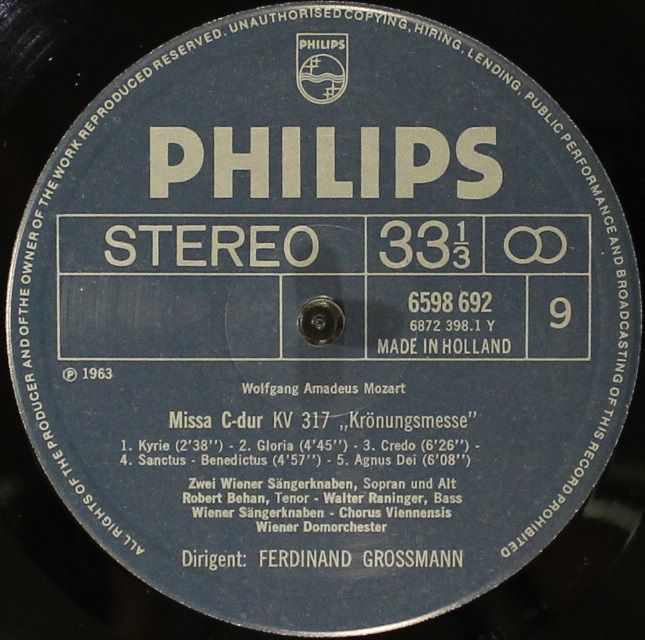 ALL RIGHTS OF THE PRODUCER AND OF THE OWNER OF THE WORK REPRODUCED RESERVED. UNAUTHORISED COPYING, HIRING, LENDING, PUBLIC PERFORMANCE AND BROADCASTING OF THIS RECORD PROHIBITED
PHILIPS
PHILIPS
STEREO 33 1/3
6598 692
6872 398.1 Y
MADE IN HOLLAND
9
℗ 1963
Wolfgang Amadeus Mozart
Missa C-dur KV 317 „Krönungsmesse"
1. Kyrie (2'38'') - 2. Gloria (4'45'') - 3. Credo (6'26'') -
4. Sanctus - Benedictus (4'57'') - 5. Agnus Dei (6'08'')
Zwei Wiener Sängerknaben, Sopran und Alt
Robert Behan, Tenor - Walter Raninger, Bass
Wiener Sängerknaben - Chorus Viennensis
Wiener Domorchester
Dirigent: FERDINAND GROSSMANN